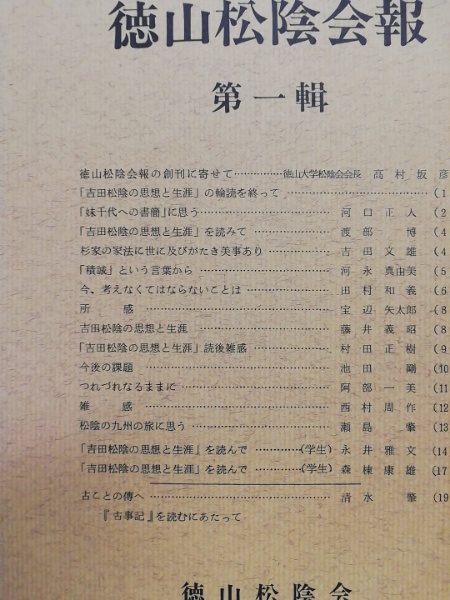 徳山松陰会報
第一輯
徳山松陰会報の創刊に寄せて……………徳山大学松陰会会長 高村坂彦
「吉田松陰の思想と生涯」の輪読を終って……………(1
「妹千代への書簡」に思う……………河口正人(2
「吉田松陰の思想と生涯」を読みて……………渡部博(4
杉家の家法に世に及びがたき美事あり……………吉田文雄(4
「積誠」という言葉から……………河永真由美(5
今、考えなくてはならないことは……………田村和義(6
所感……………宝辺矢太郎(8
吉田松陰の思想と生涯……………藤井義昭(8
「吉田松陰の思想と生涯」読後雑感……………村田正樹(9
今後の課題……………池田剛(10
つれづれなるままに……………阿部一美(11
雑感……………西村周作(12
松陰の九州の旅に思う……………瀬島肇(13
「吉田松陰の思想と生涯」を読んで……………(学生)永井雅文(14
「吉田松陰の思想と生涯」を読んで……………(学生)森棟康雄(17
古ことの傳へ……………清水肇(19
『古事記』を読むにあたって
徳山松陰会